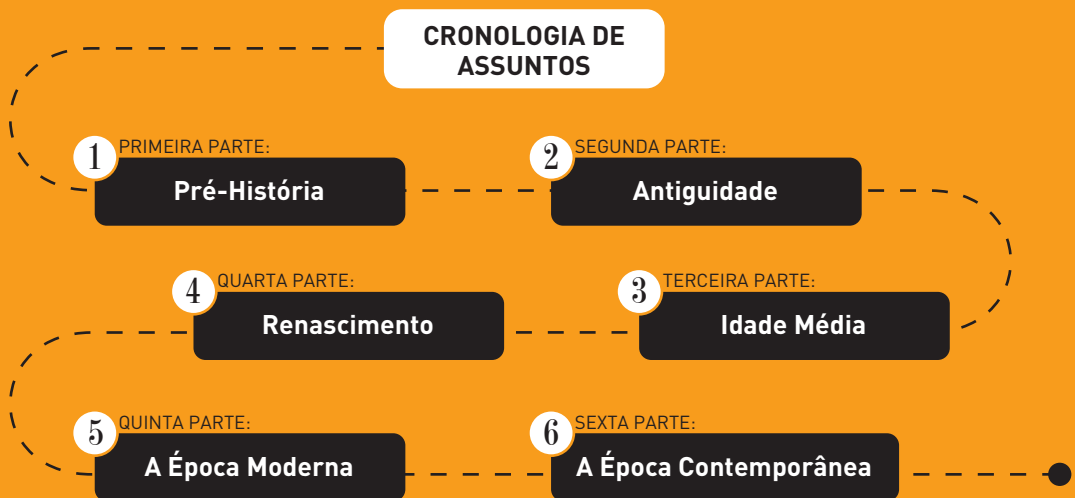 CRONOLOGIA DE
ASSUNTOS
1
PRIMEIRA PARTE:
Pré-Históría
2
SEGUNDA PARTE:
Antiguidade
3
TERCEIRA PARTE:
Idade Média
4
QUARTA PARTE:
Renascimento
5
QUINTA PARTE:
A Época Moderna
6
SEXTA PARTE:
A Época Contemporânea